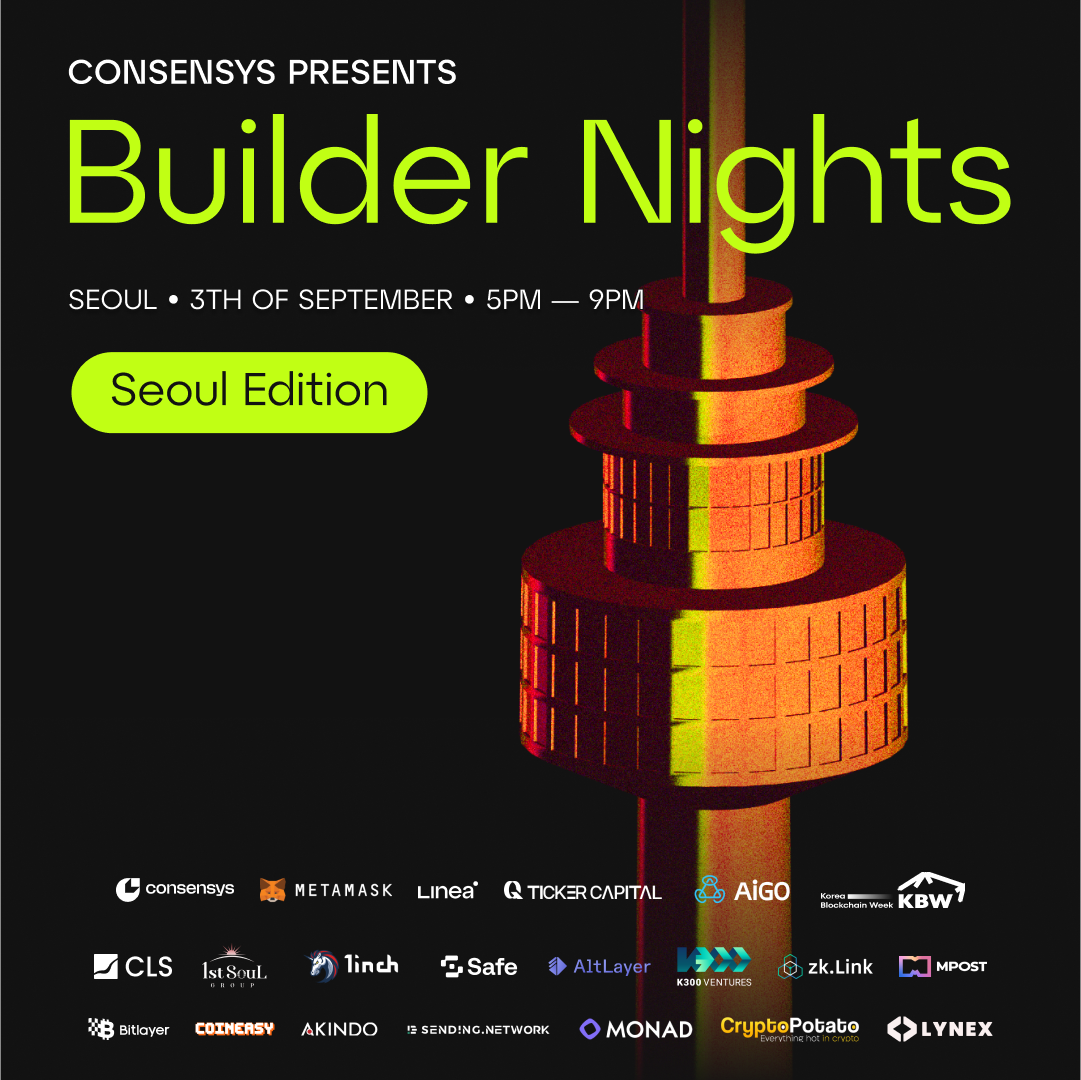 CONSENSYS PRESENTS
Builder Nights
SEOUL • 3TH OF SEPTEMBER • 5PM — 9PM
Seoul Edition
consensys METAMASK Linea TICKER CAPITAL AiGO Korea Blockchain Week KBW
CLS 1st SouL GROUP 1inch Safe AltLayer K300 VENTURES zk.Link MPOST
Bitlayer COINEASY AKINDO SEND!NG.NETWORK MONAD CryptoPotato Everything hot in crypto LYNEX